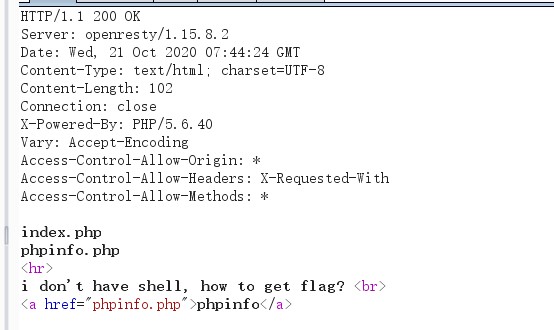 HTTP/1.1 200 OK
Server: openresty/1.15.8.2
Date: Wed, 21 Oct 2020 07:44:24 GMT
Content-Type: text/html; charset=UTF-8
Content-Length: 102
Connection: close
X-Powered-By: PHP/5.6.40
Vary: Accept-Encoding
Access-Control-Allow-Origin: *
Access-Control-Allow-Headers: X-Requested-With
Access-Control-Allow-Methods: *
index.php
phpinfo.php
<hr>
i don't have shell, how to get flag? <br>
<a href="phpinfo.php">phpinfo</a>